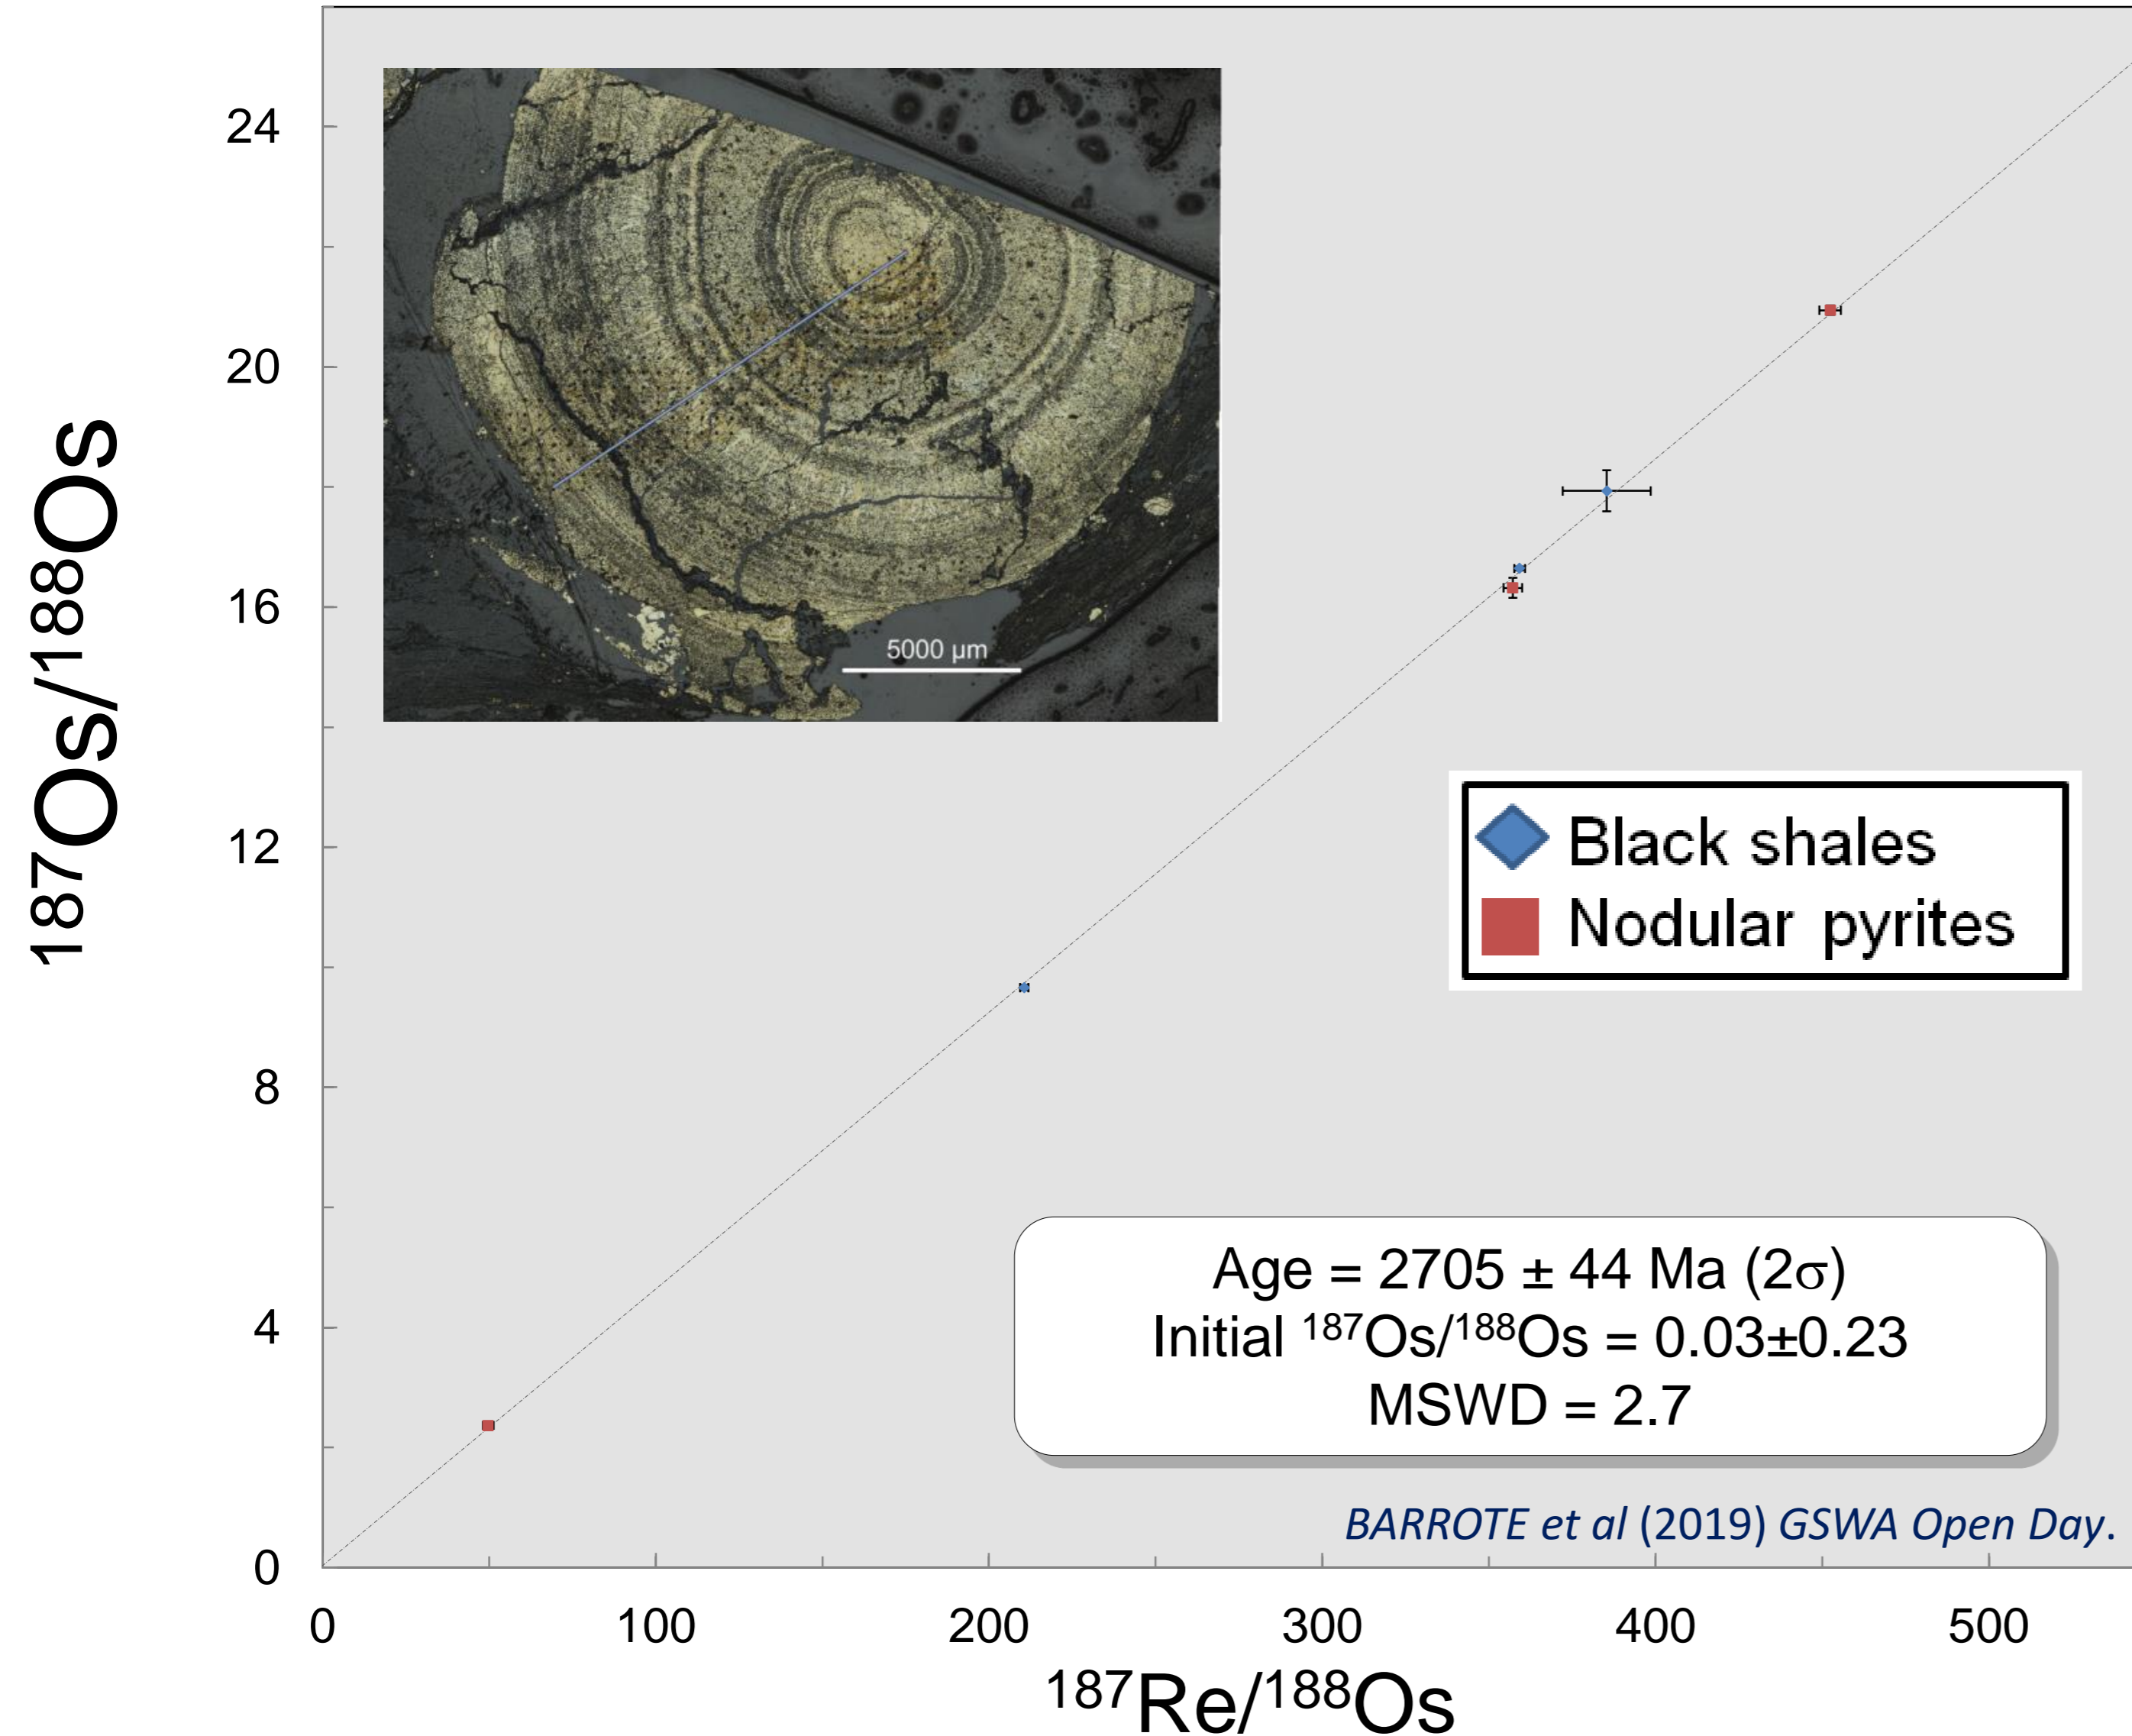 187Os/188Os
24
20
16
12
8
4
0
5000 µm
Black shales
Nodular pyrites
Age = 2705 ± 44 Ma (2σ)
Initial ¹⁸⁷Os/¹⁸⁸Os = 0.03±0.23
MSWD = 2.7
BARROTE et al (2019) GSWA Open Day.
0 100 200 300 400 500
¹⁸⁷Re/¹⁸⁸Os